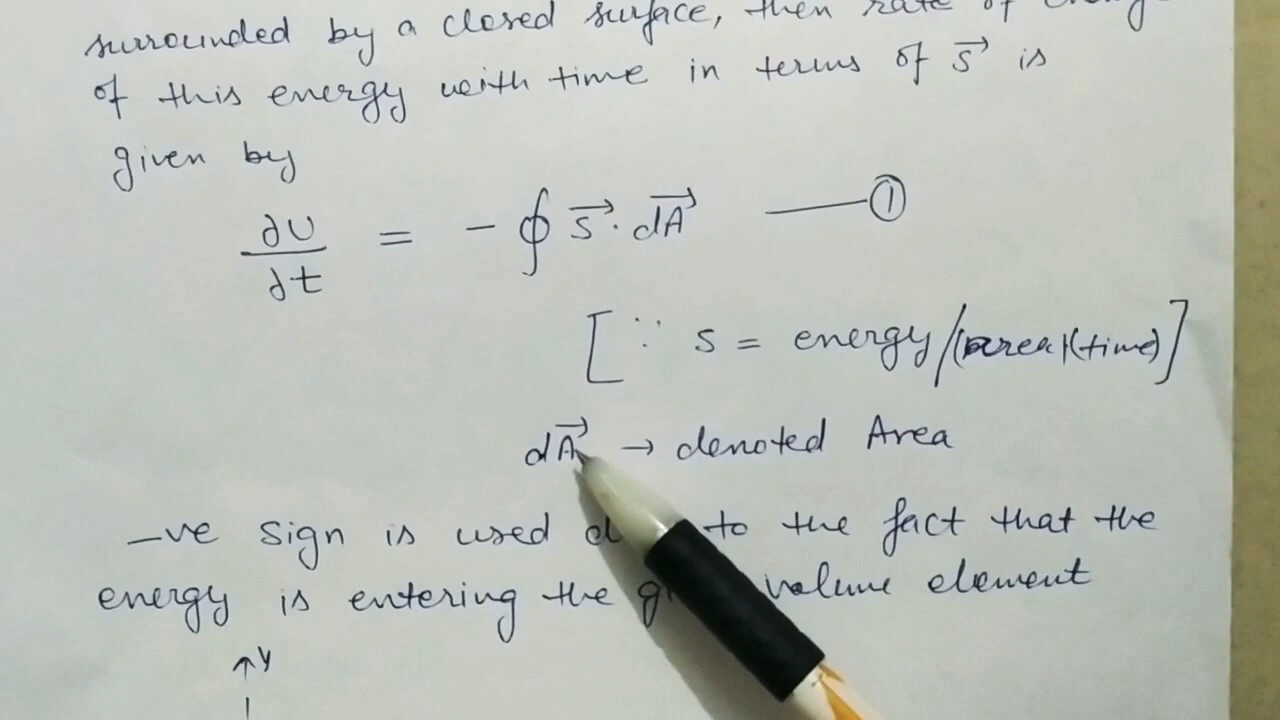 surrounded by a closed surface, then rate of
of this energy with time in terms of S⃗ is
given by
∂U/∂t = - ∮ S⃗ · dA⃗ —— ①
[ ∵ S = energy/(area)(time) ]
dA⃗ → denoted Area
-ve sign is used to the fact that the
energy is entering the volume element
↑ y